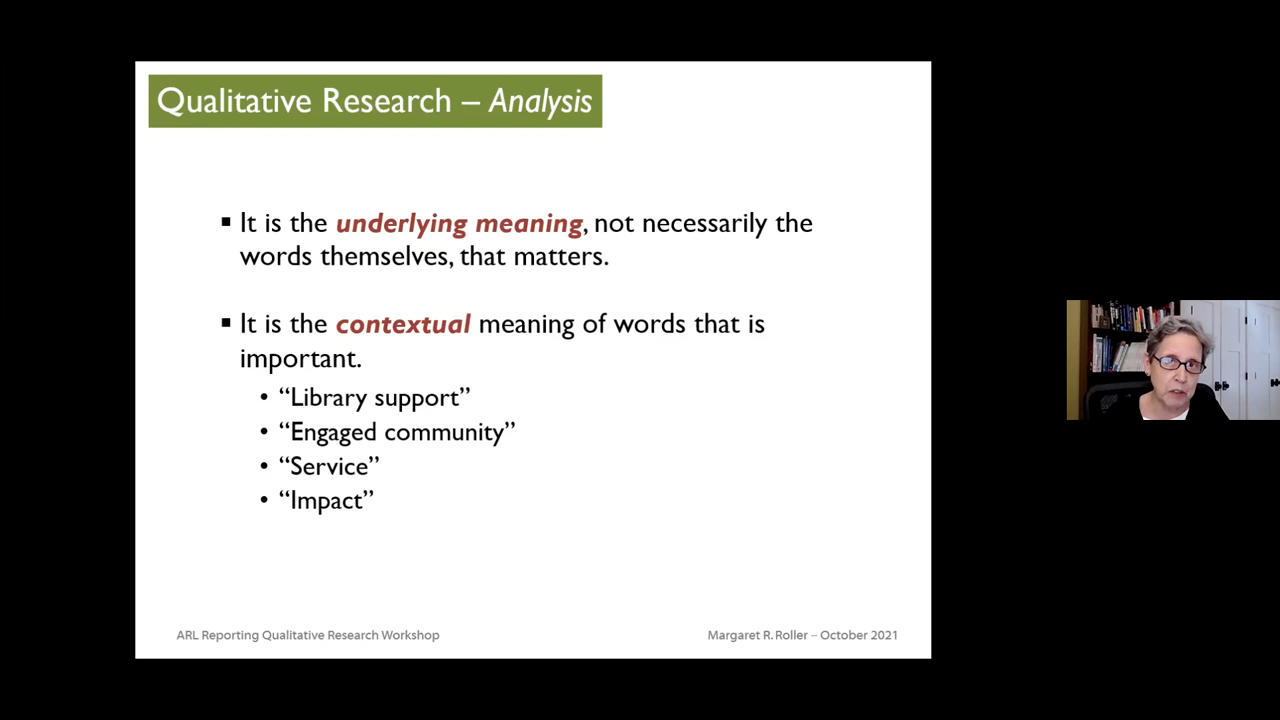 Qualitative Research – Analysis
▪ It is the underlying meaning, not necessarily the
words themselves, that matters.
▪ It is the contextual meaning of words that is
important.
• “Library support”
• “Engaged community”
• “Service”
• “Impact”
ARL Reporting Qualitative Research Workshop
Margaret R. Roller – October 2021